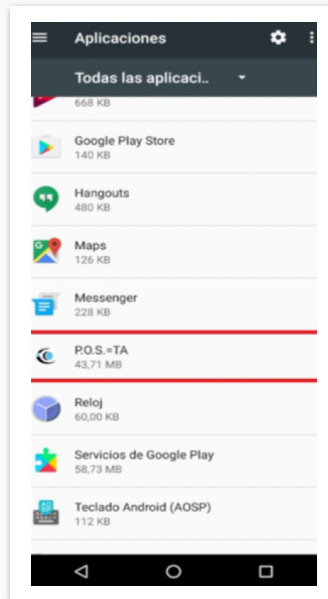 Aplicaciones
Todas las aplicaci..
668 KB
Google Play Store
140 KB
Hangouts
480 KB
Maps
126 KB
Messenger
228 KB
P.O.S.=TA
43,71 MB
Reloj
60,00 KB
Servicios de Google Play
58,73 MB
Teclado Android (AOSP)
112 KB